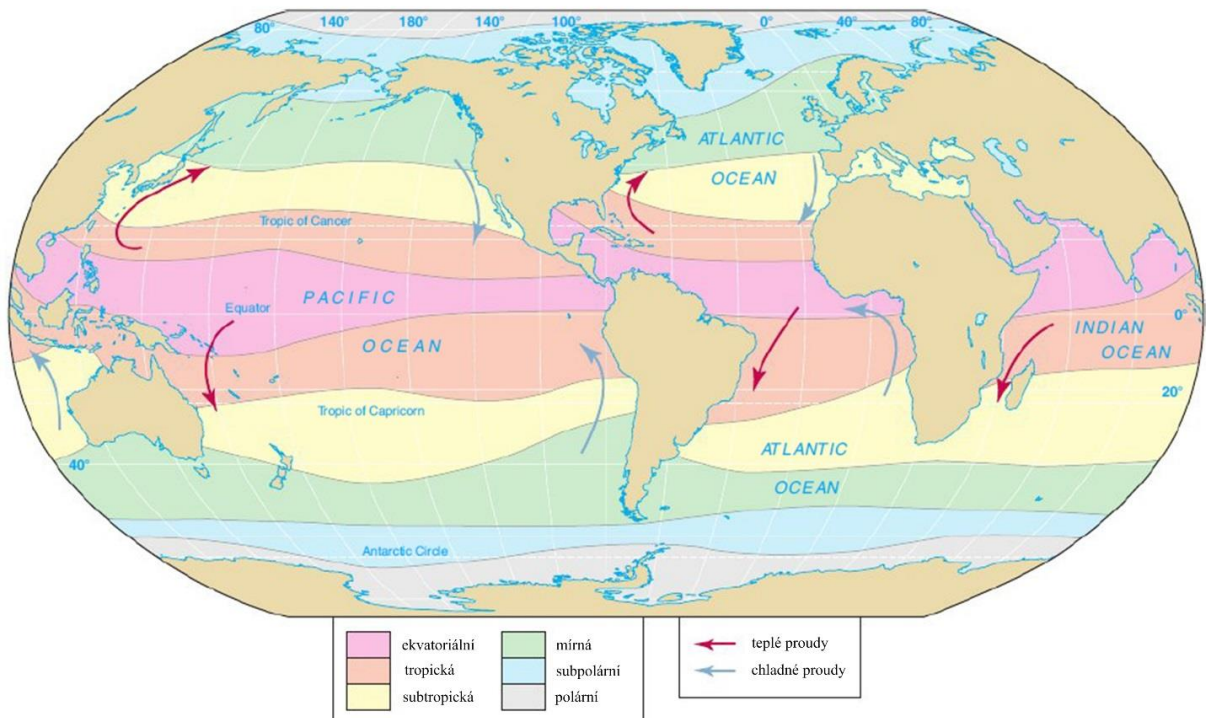 80° 140° 180° 140° 100° 0° 40° 80°
ATLANTIC
OCEAN
Tropic of Cancer
PACIFIC
Equator
0°
INDIAN
OCEAN
OCEAN
20°
Tropic of Capricorn
ATLANTIC
40°
OCEAN
Antarctic Circle
ekvatoriální
tropická
subtropická
mírná
subpolární
polární
teplé proudy
chladné proudy